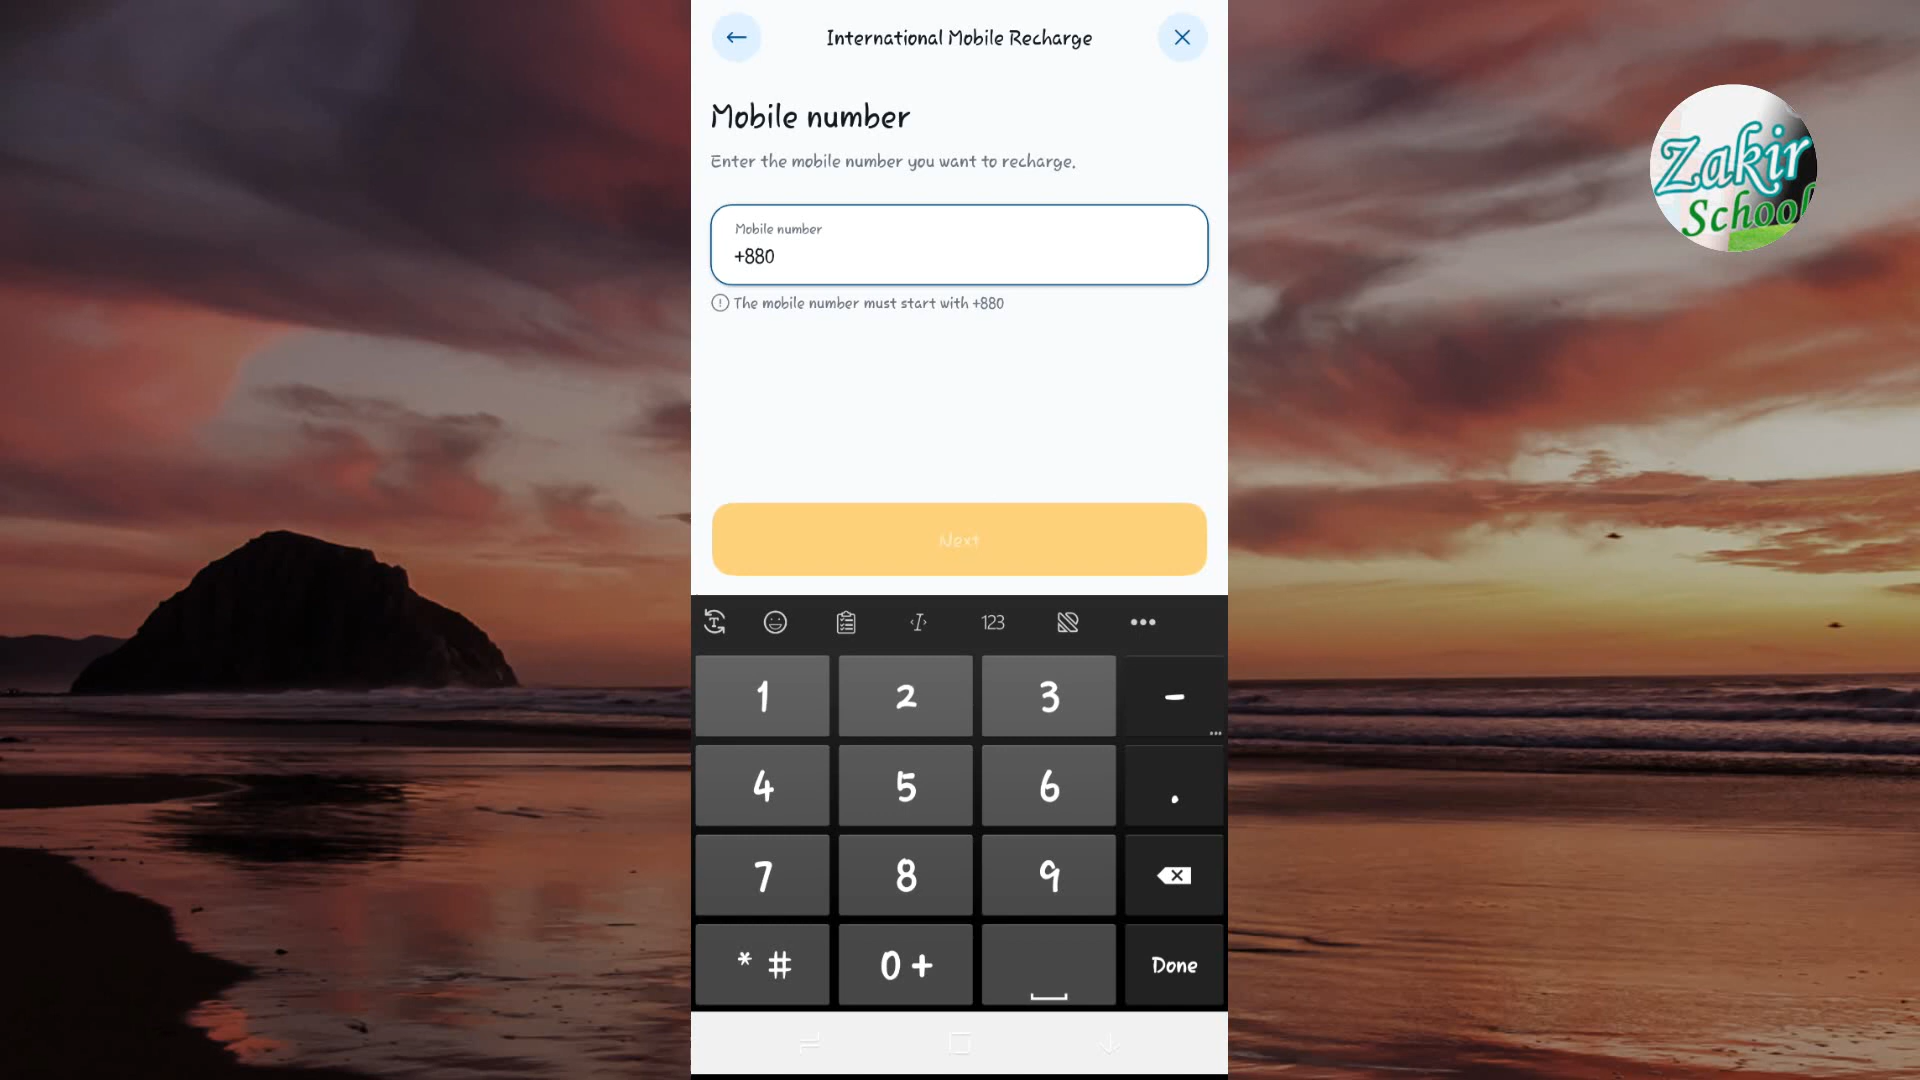 International Mobile Recharge
Mobile number
Enter the mobile number you want to recharge.
Mobile number
+880
The mobile number must start with +880
Next
123
1 2 3 -
4 5 6 .
7 8 9
* # 0 + Done
Zakir
School